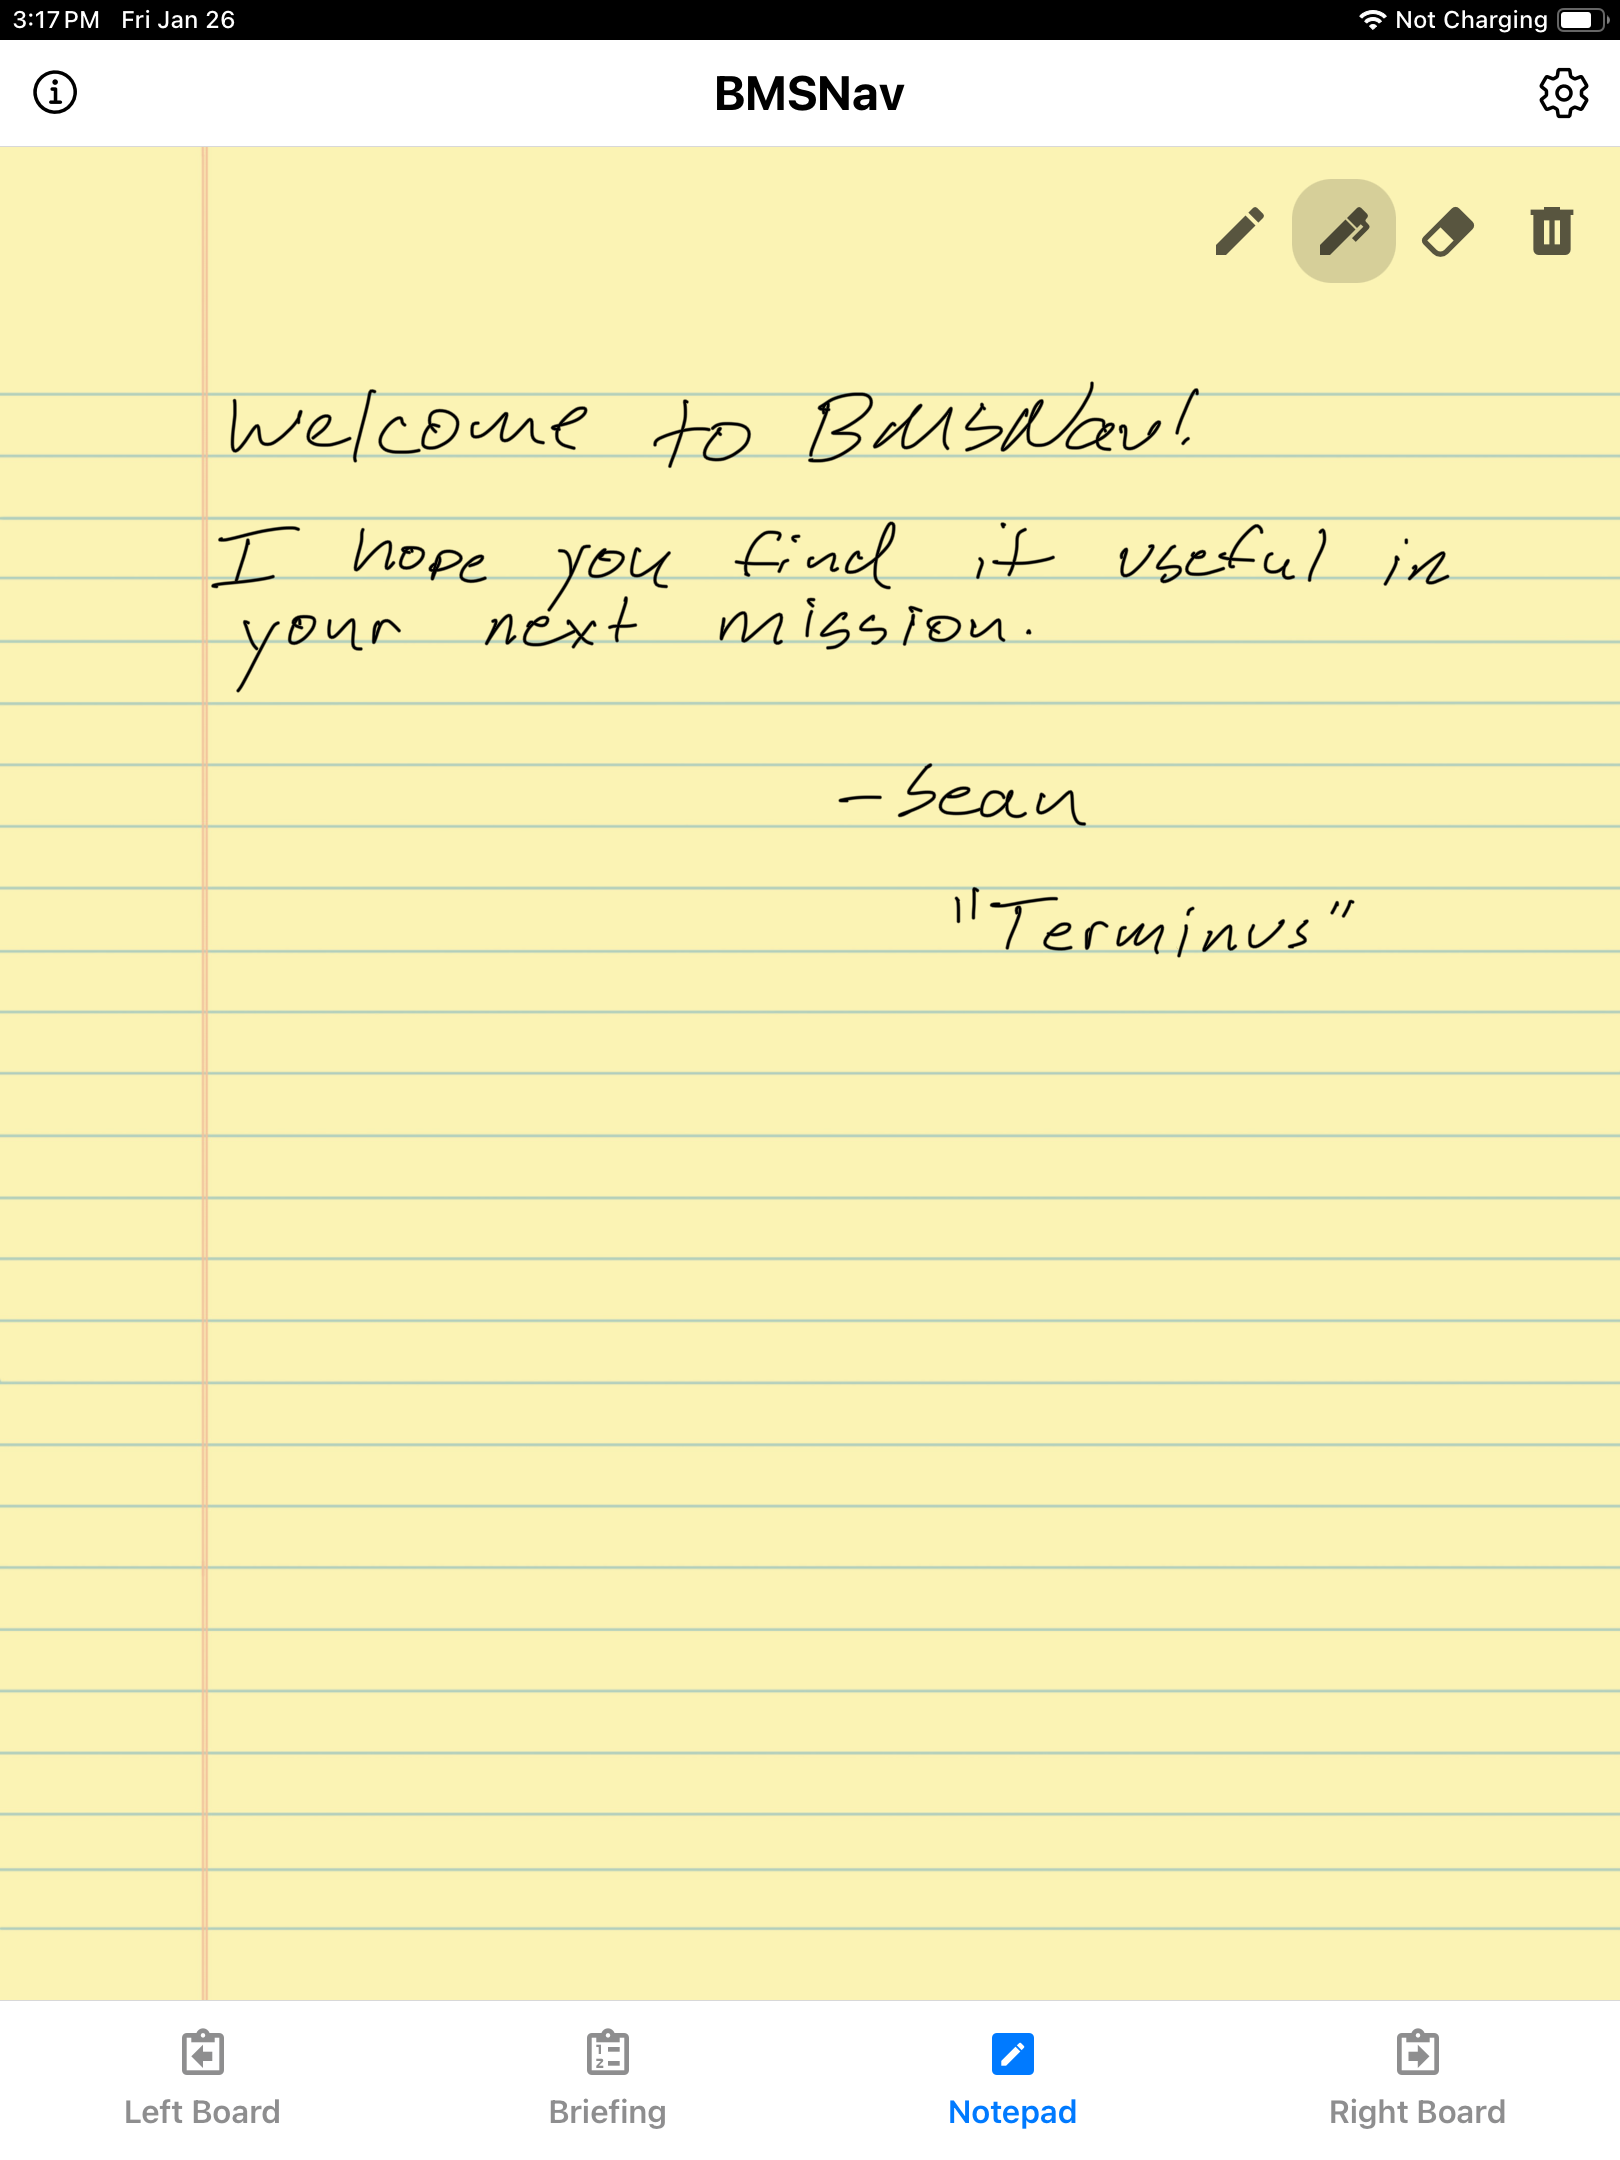 3:17 PM Fri Jan 26 Not Charging
BMSNav
Welcome to BMSNav!
I hope you find it useful in
your next mission.
- Sean
"Terminus"
Left Board Briefing Notepad Right Board